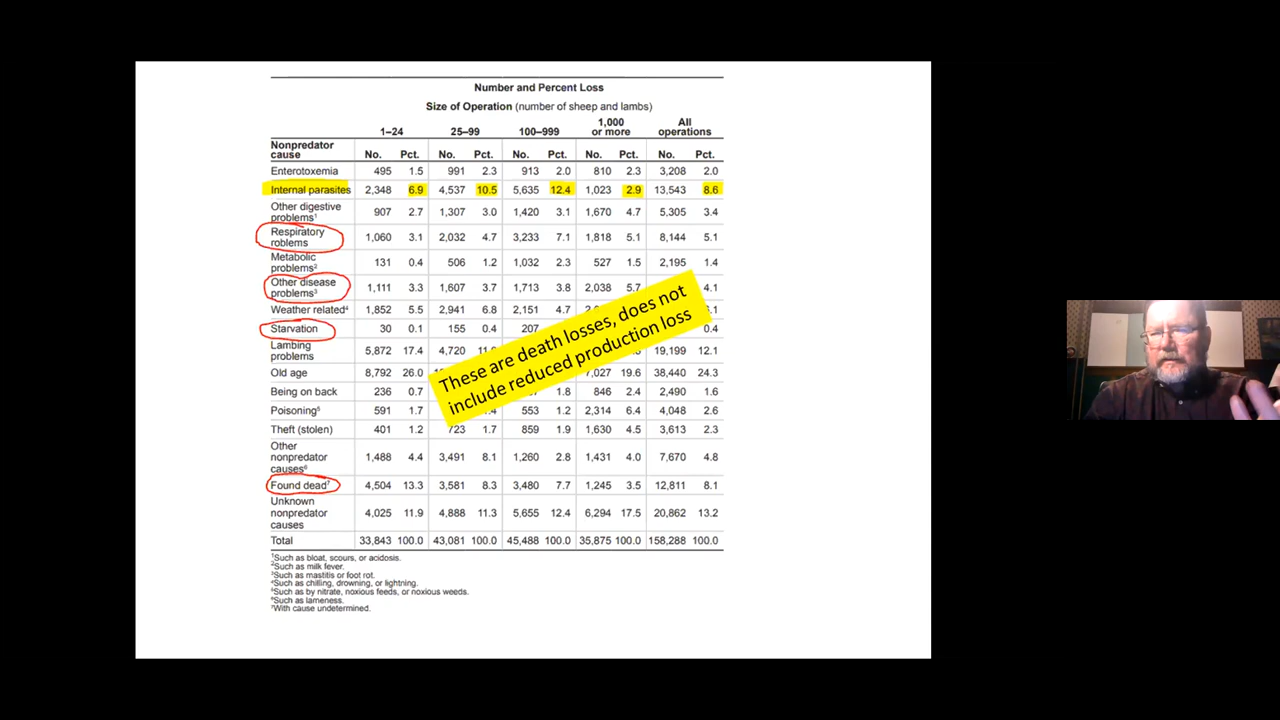 Number and Percent Loss
Size of Operation (number of sheep and lambs)
1–24 25–99 100–999 1,000 or more All operations
Nonpredator cause No. Pct. No. Pct. No. Pct. No. Pct. No. Pct.
Enterotoxemia 495 1.5 991 2.3 913 2.0 810 2.3 3,208 2.0
Internal parasites 2,348 6.9 4,537 10.5 5,635 12.4 1,023 2.9 13,543 8.6
Other digestive
problems¹ 907 2.7 1,307 3.0 1,420 3.1 1,670 4.7 5,305 3.4
Respiratory
roblems 1,060 3.1 2,032 4.7 3,233 7.1 1,818 5.1 8,144 5.1
Metabolic
problems² 131 0.4 506 1.2 1,032 2.3 527 1.5 2,195 1.4
Other disease
problems³ 1,111 3.3 1,607 3.7 1,713 3.8 2,038 5.7 4.1
Weather related⁴ 1,852 5.5 2,941 6.8 2,151 4.7
Starvation 30 0.1 155 0.4 207 0.4
Lambing
problems 5,872 17.4 4,720 19,199 12.1
Old age 8,792 26.0 19.6 38,440 24.3
Being on back 236 0.7 1.8 846 2.4 2,490 1.6
Poisoning⁵ 591 1.7 553 1.2 2,314 6.4 4,048 2.6
Theft (stolen) 401 1.2 723 1.7 859 1.9 1,630 4.5 3,613 2.3
Other
nonpredator
causes⁶ 1,488 4.4 3,491 8.1 1,260 2.8 1,431 4.0 7,670 4.8
Found dead⁷ 4,504 13.3 3,581 8.3 3,480 7.7 1,245 3.5 12,811 8.1
Unknown
nonpredator
causes 4,025 11.9 4,888 11.3 5,655 12.4 6,294 17.5 20,862 13.2
Total 33,843 100.0 43,081 100.0 45,488 100.0 35,875 100.0 158,288 100.0
¹Such as bloat, scours, or acidosis.
²Such as milk fever.
³Such as mastitis or foot rot.
⁴Such as chilling, drowning, or lightning.
⁵Such as by nitrate, noxious feeds, or noxious weeds.
⁶Such as lameness.
⁷With cause undetermined.
These are death losses, does not
include reduced production loss